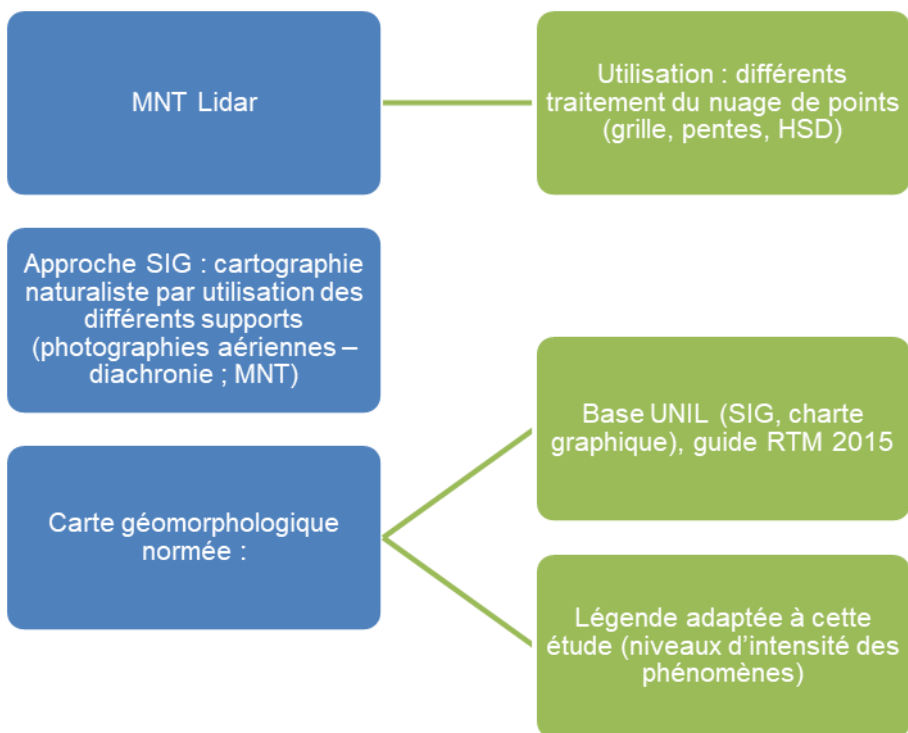 MNT Lidar
Utilisation : différents
traitement du nuage de points
(grille, pentes, HSD)
Approche SIG : cartographie
naturaliste par utilisation des
différents supports
(photographies aériennes –
diachronie ; MNT)
Base UNIL (SIG, charte
graphique), guide RTM 2015
Carte géomorphologique
normée :
Légende adaptée à cette
étude (niveaux d’intensité des
phénomènes)